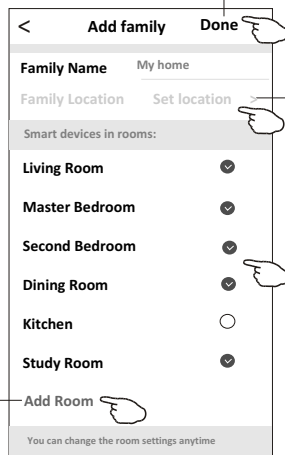 < Add family Done
Family Name My home
Family Location Set location >
Smart devices in rooms:
Living Room
Master Bedroom
Second Bedroom
Dining Room
Kitchen
Study Room
Add Room
You can change the room settings anytime